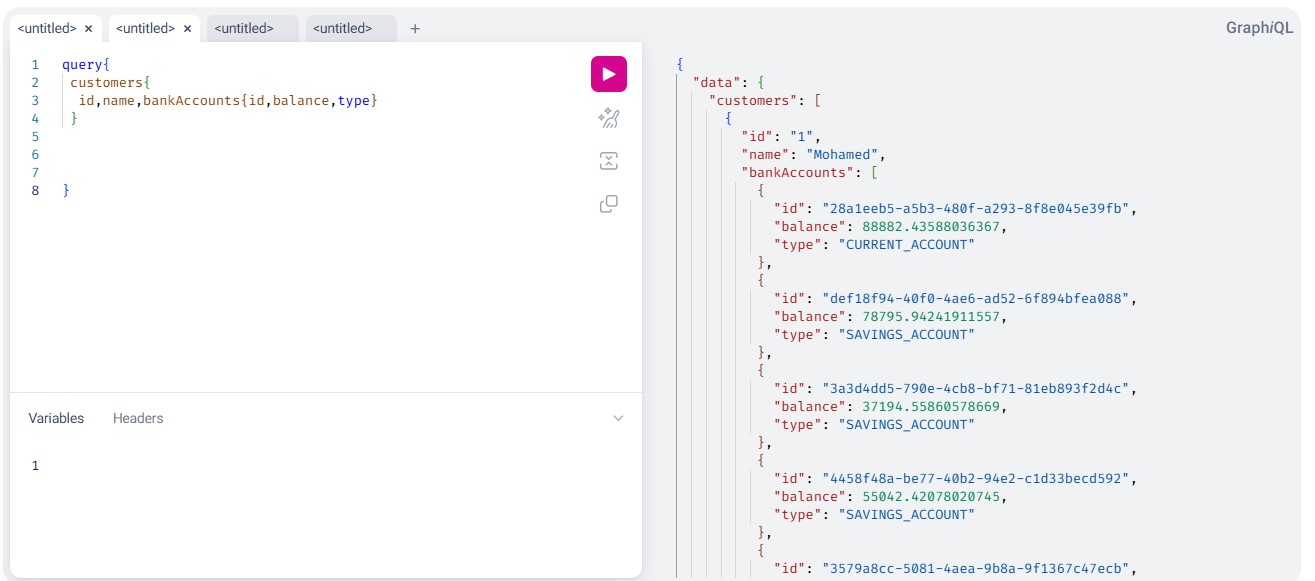 <untitled> × <untitled> × <untitled> <untitled> + GraphiQL
1 query{
2 customers{
3 id,name,bankAccounts{id,balance,type}
4 }
5
6
7
8 }
Variables Headers
1
{
"data": {
"customers": [
{
"id": "1",
"name": "Mohamed",
"bankAccounts": [
{
"id": "28a1eeb5-a5b3-480f-a293-8f8e045e39fb",
"balance": 88882.43588036367,
"type": "CURRENT_ACCOUNT"
},
{
"id": "def18f94-40f0-4ae6-ad52-6f894bfea088",
"balance": 78795.94241911557,
"type": "SAVINGS_ACCOUNT"
},
{
"id": "3a3d4dd5-790e-4cb8-bf71-81eb893f2d4c",
"balance": 37194.55860578669,
"type": "SAVINGS_ACCOUNT"
},
{
"id": "4458f48a-be77-40b2-94e2-c1d33becd592",
"balance": 55042.42078020745,
"type": "SAVINGS_ACCOUNT"
},
{
"id": "3579a8cc-5081-4aea-9b8a-9f1367c47ecb",